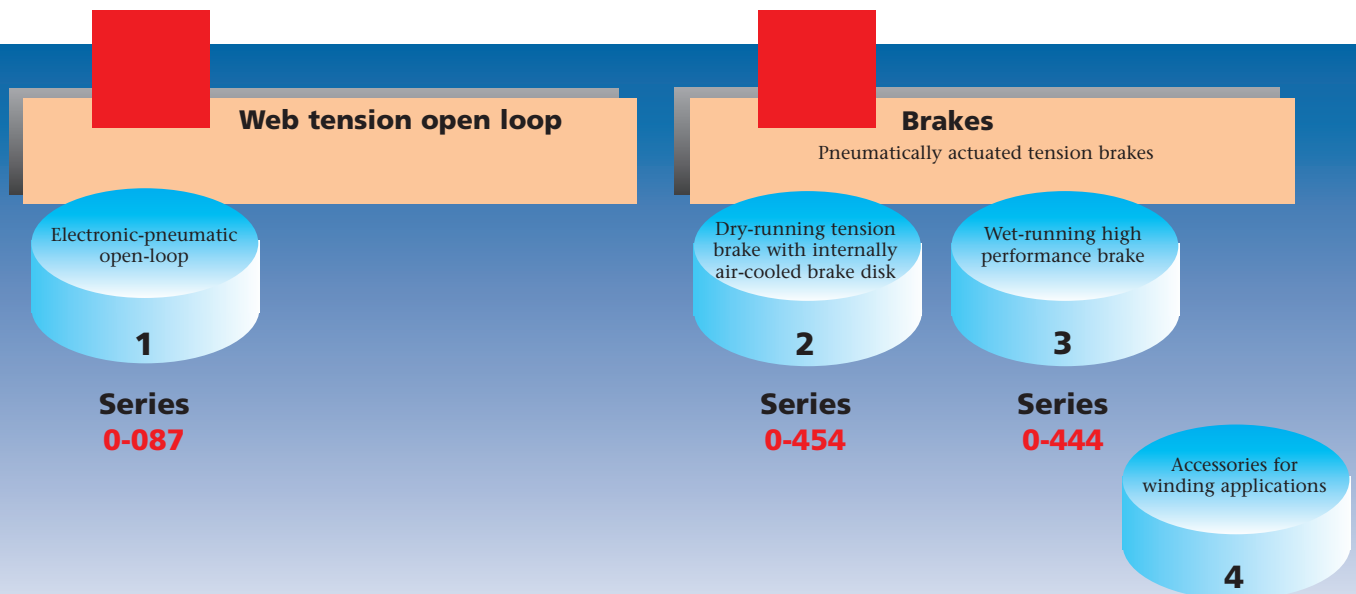 Web tension open loop
Electronic-pneumatic
open-loop
1
Series
0-087
Brakes
Pneumatically actuated tension brakes
Dry-running tension
brake with internally
air-cooled brake disk
2
Series
0-454
Wet-running high
performance brake
3
Series
0-444
Accessories for
winding applications
4